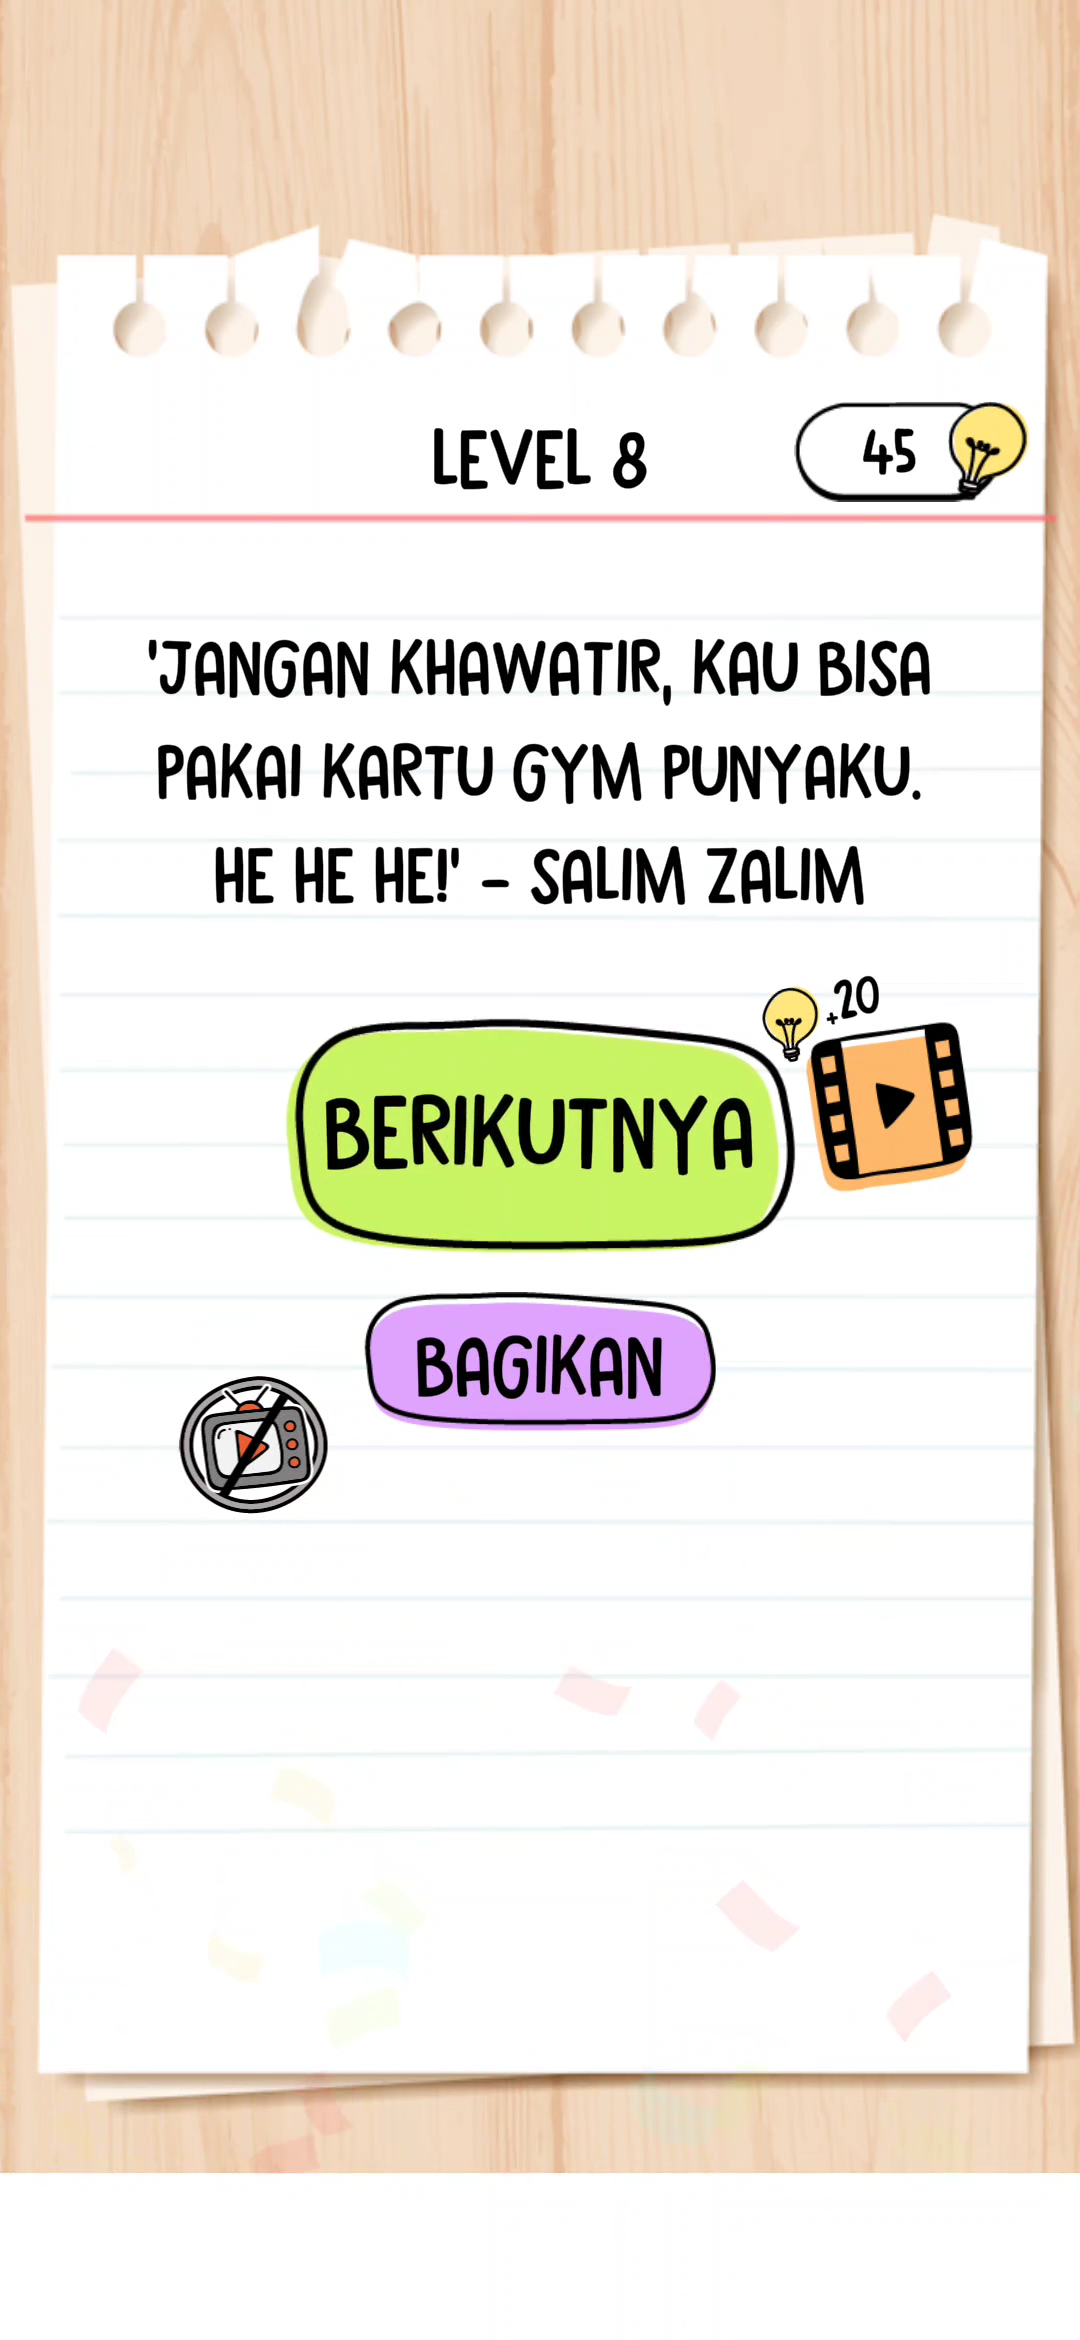 LEVEL 8
45
'JANGAN KHAWATIR, KAU BISA
PAKAI KARTU GYM PUNYAKU.
HE HE HE!' - SALIM ZALIM
+20
BERIKUTNYA
BAGIKAN